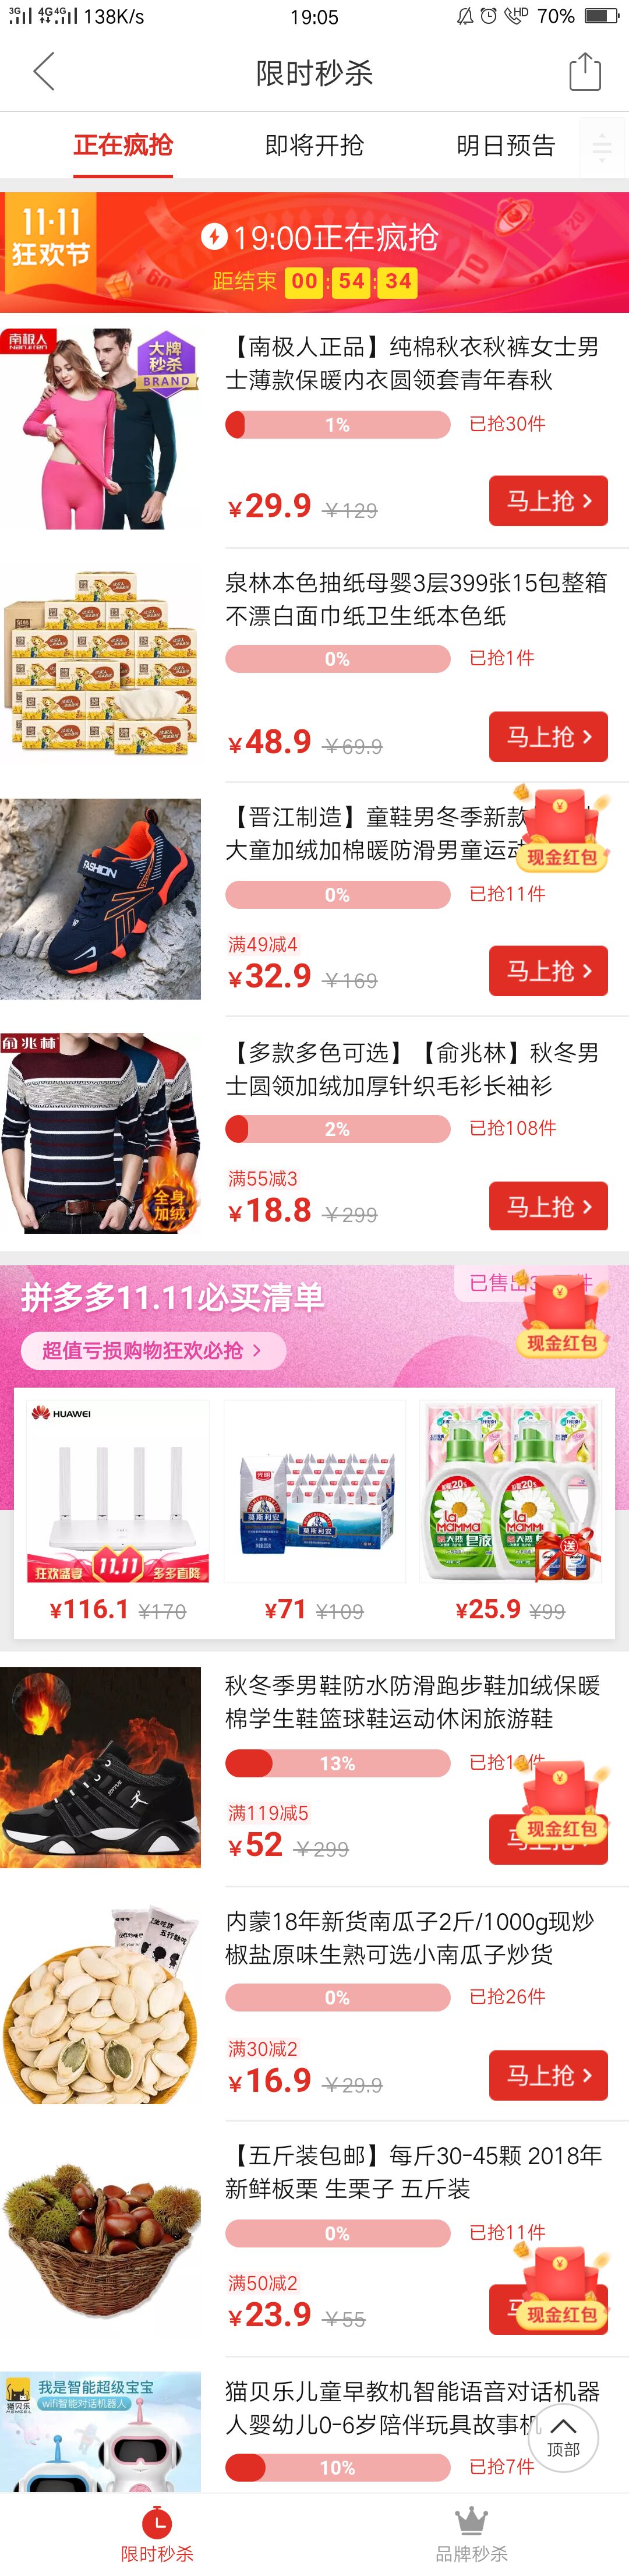 3G 4G 4G 138K/s
19:05
HD 70%
限时秒杀
正在疯抢
即将开抢
明日预告
11·11
狂欢节
19:00正在疯抢
距结束 00:54:34
南极人
NanJiren
大牌
秒杀
BRAND
【南极人正品】纯棉秋衣秋裤女士男
士薄款保暖内衣圆领套青年春秋
1%
已抢30件
¥29.9 ¥129
马上抢
泉林本色抽纸母婴3层399张15包整箱
不漂白面巾纸卫生纸本色纸
0%
已抢1件
¥48.9 ¥69.9
马上抢
FASHION
【晋江制造】童鞋男冬季新款
大童加绒加棉暖防滑男童运动
现金红包
0%
已抢11件
满49减4
¥32.9 ¥169
马上抢
俞兆林
全身
加绒
【多款多色可选】【俞兆林】秋冬男
士圆领加绒加厚针织毛衫长袖衫
2%
已抢108件
满55减3
¥18.8 ¥299
马上抢
拼多多11.11必买清单
已售出3 件
现金红包
超值亏损购物狂欢必抢
HUAWEI
狂欢盛宴 11.11 多多直降
光明
莫斯利安
加量20%
la
MAMMA
皂液
送
¥116.1 ¥170
¥71 ¥109
¥25.9 ¥99
秋冬季男鞋防水防滑跑步鞋加绒保暖
棉学生鞋篮球鞋运动休闲旅游鞋
13%
已抢1 件
现金红包
满119减5
¥52 ¥299
马
内蒙18年新货南瓜子2斤/1000g现炒
椒盐原味生熟可选小南瓜子炒货
0%
已抢26件
满30减2
¥16.9 ¥29.9
马上抢
【五斤装包邮】每斤30-45颗 2018年
新鲜板栗 生栗子 五斤装
0%
已抢11件
现金红包
满50减2
¥23.9 ¥55
猫贝乐
我是智能超级宝宝
wifi智能对话机器人
猫贝乐儿童早教机智能语音对话机器
人婴幼儿0-6岁陪伴玩具故事机
10%
已抢7件
顶部
限时秒杀
品牌秒杀